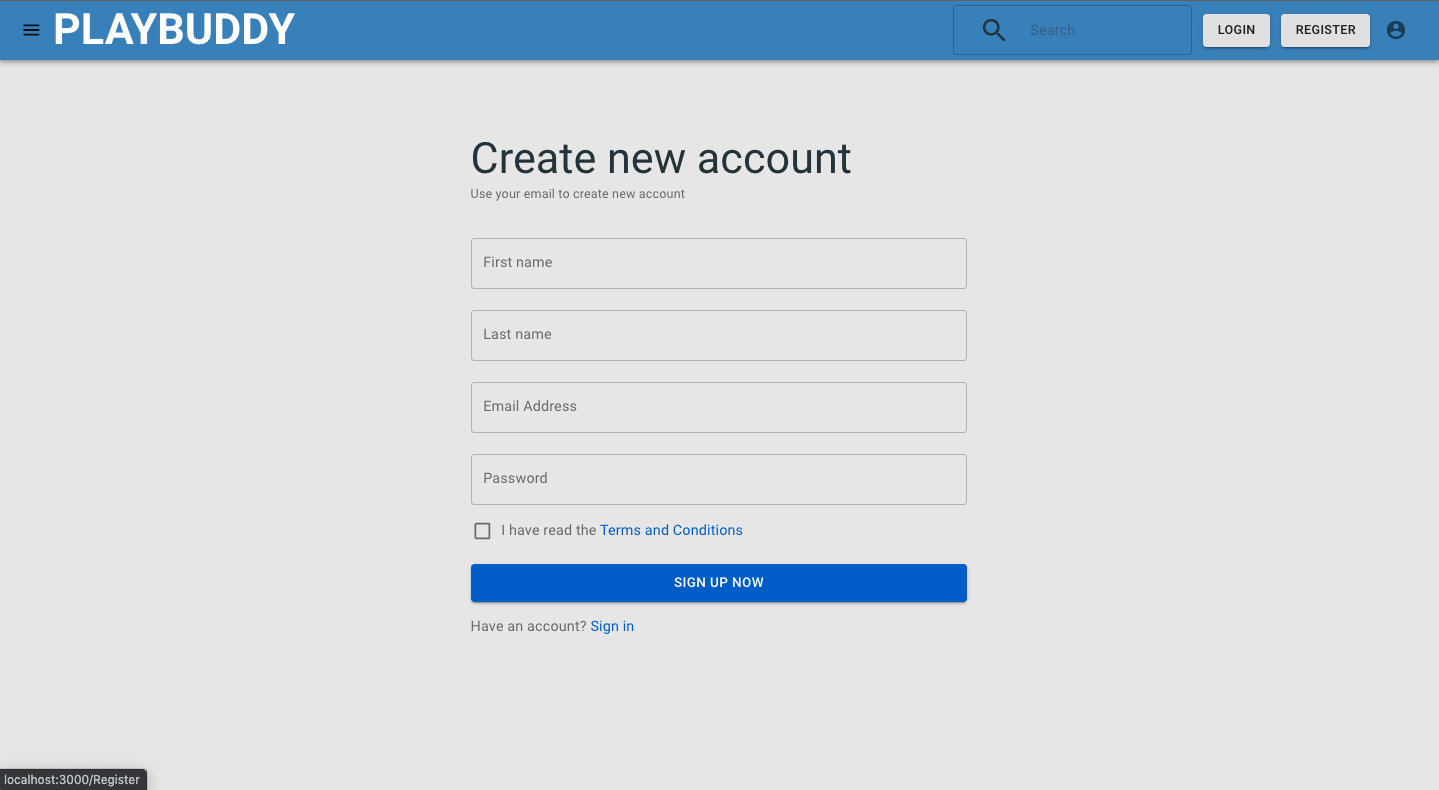 PLAYBUDDY
Search
LOGIN
REGISTER
Create new account
Use your email to create new account
First name
Last name
Email Address
Password
I have read the Terms and Conditions
SIGN UP NOW
Have an account? Sign in
localhost:3000/Register